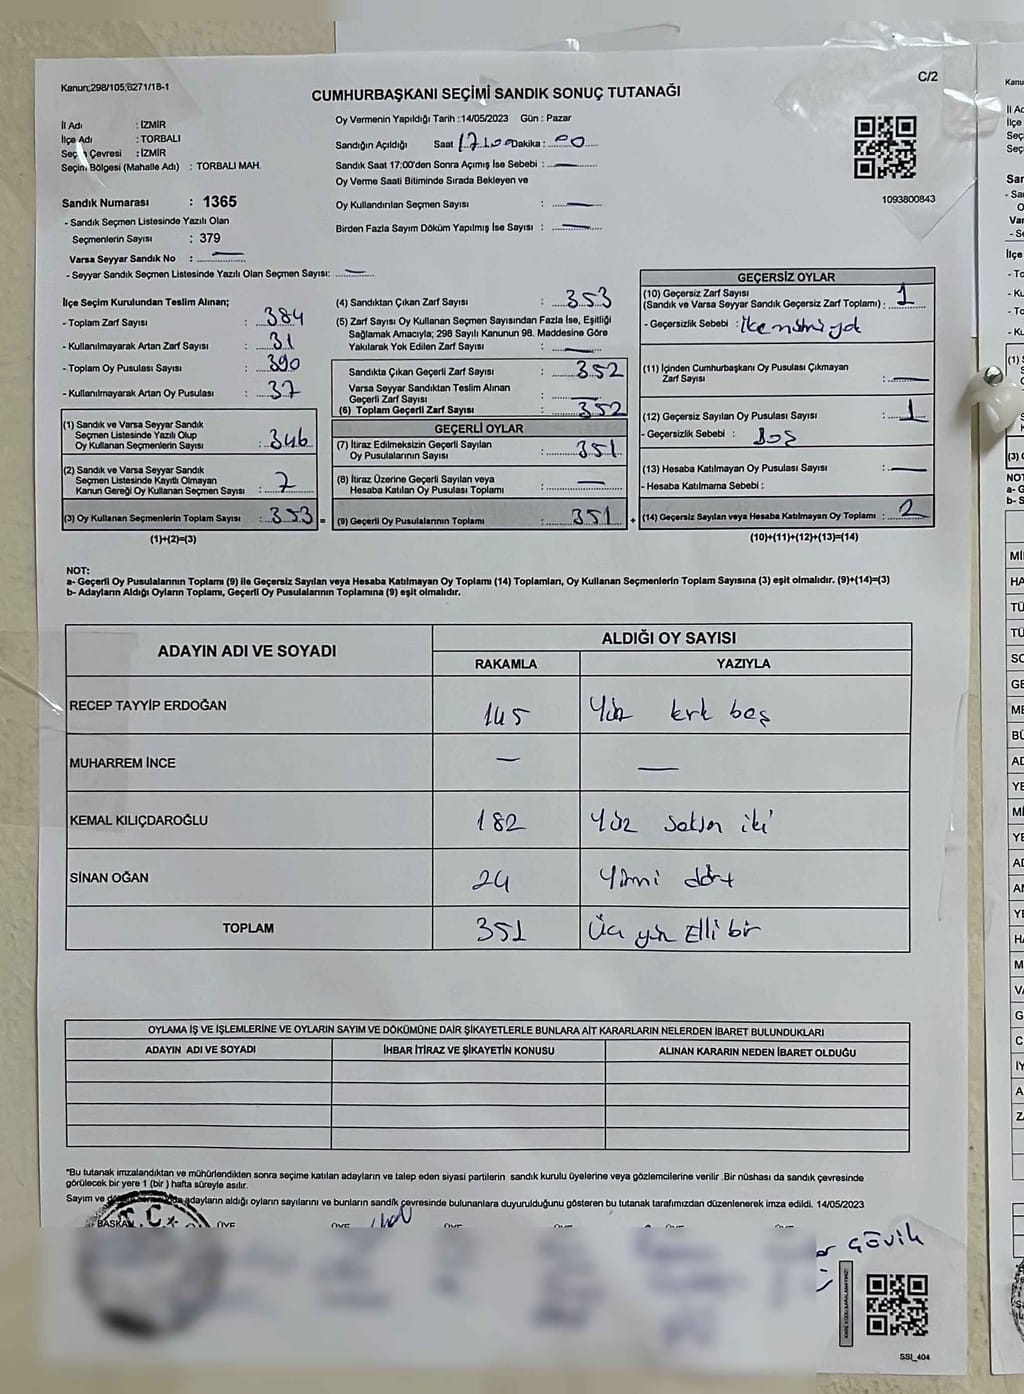 Kanun;298/105,6271/18-1
C/2
CUMHURBAŞKANI SEÇİMİ SANDIK SONUÇ TUTANAĞI
İl Adı : İZMİR
İlçe Adı : TORBALI
Seçim Çevresi : İZMİR
Seçim Bölgesi (Mahalle Adı) : TORBALI MAH.
Sandık Numarası : 1365
- Sandık Seçmen Listesinde Yazılı Olan
Seçmenlerin Sayısı : 379
Varsa Seyyar Sandık No : —
- Seyyar Sandık Seçmen Listesinde Yazılı Olan Seçmen Sayısı: —
Oy Vermenin Yapıldığı Tarih :14/05/2023 Gün : Pazar
Sandığın Açıldığı Saat 17.00 Dakika : 00
Sandık Saat 17:00'den Sonra Açımış İse Sebebi : —
Oy Verme Saati Bitiminde Sırada Bekleyen ve
Oy Kullandırılan Seçmen Sayısı : —
Birden Fazla Sayım Döküm Yapılmış İse Sayısı : —
1093800843
İlçe Seçim Kurulundan Teslim Alınan;
- Toplam Zarf Sayısı : 384
- Kullanılmayarak Artan Zarf Sayısı : 31
- Toplam Oy Pusulası Sayısı : 390
- Kullanılmayarak Artan Oy Pusulası : 37
(1) Sandık ve Varsa Seyyar Sandık
Seçmen Listesinde Yazılı Olup
Oy Kullanan Seçmenlerin Sayısı : 346
(2) Sandık ve Varsa Seyyar Sandık
Seçmen Listesinde Kayıtlı Olmayan
Kanun Gereği Oy Kullanan Seçmen Sayısı : 7
(3) Oy Kullanan Seçmenlerin Toplam Sayısı : 353 =
(1)+(2)=(3)
(4) Sandıktan Çıkan Zarf Sayısı : 353
(5) Zarf Sayısı Oy Kullanan Seçmen Sayısından Fazla İse, Eşitliği
Sağlamak Amacıyla; 298 Sayılı Kanunun 98. Maddesine Göre
Yakılarak Yok Edilen Zarf Sayısı : —
Sandıkta Çıkan Geçerli Zarf Sayısı : 352
Varsa Seyyar Sandıktan Teslim Alınan
Geçerli Zarf Sayısı : —
(6) Toplam Geçerli Zarf Sayısı : 352
GEÇERLİ OYLAR
(7) İtiraz Edilmeksizin Geçerli Sayılan
Oy Pusulalarının Sayısı : 351
(8) İtiraz Üzerine Geçerli Sayılan veya
Hesaba Katılan Oy Pusulası Toplamı : —
(9) Geçerli Oy Pusulalarının Toplamı : 351 +
GEÇERSİZ OYLAR
(10) Geçersiz Zarf Sayısı
(Sandık ve Varsa Seyyar Sandık Geçersiz Zarf Toplamı) : 1
- Geçersizlik Sebebi :
(11) İçinden Cumhurbaşkanı Oy Pusulası Çıkmayan
Zarf Sayısı : —
(12) Geçersiz Sayılan Oy Pusulası Sayısı : 1
- Geçersizlik Sebebi : Boş
(13) Hesaba Katılmayan Oy Pusulası Sayısı : —
- Hesaba Katılmama Sebebi :
(14) Geçersiz Sayılan veya Hesaba Katılmayan Oy Toplamı : 2
(10)+(11)+(12)+(13)=(14)
NOT:
a- Geçerli Oy Pusulalarının Toplamı (9) ile Geçersiz Sayılan veya Hesaba Katılmayan Oy Toplamı (14) Toplamları, Oy Kullanan Seçmenlerin Toplam Sayısına (3) eşit olmalıdır. (9)+(14)=(3)
b- Adayların Aldığı Oyların Toplamı, Geçerli Oy Pusulalarının Toplamına (9) eşit olmalıdır.
ADAYIN ADI VE SOYADI ALDIĞI OY SAYISI
RAKAMLA YAZIYLA
RECEP TAYYİP ERDOĞAN 145 Yüz kırk beş
MUHARREM İNCE — —
KEMAL KILIÇDAROĞLU 182 Yüz seksen iki
SİNAN OĞAN 24 Yirmi dört
TOPLAM 351 Üç yüz Elli bir
OYLAMA İŞ VE İŞLEMLERİNE VE OYLARIN SAYIM VE DÖKÜMÜNE DAİR ŞİKAYETLERLE BUNLARA AİT KARARLARIN NELERDEN İBARET BULUNDUKLARI
ADAYIN ADI VE SOYADI İHBAR İTİRAZ VE ŞİKAYETİN KONUSU ALINAN KARARIN NEDEN İBARET OLDUĞU
"Bu tutanak imzalandıktan ve mühürlendikten sonra seçime katılan adayların ve talep eden siyasi partilerin sandık kurulu üyelerine veya gözlemcilerine verilir .Bir nüshası da sandık çevresinde
görülecek bir yere 1 (bir ) hafta süreyle asılır.
Sayım ve adayların aldığı oyların sayılarını ve bunların sandık çevresinde bulunanlara duyurulduğunu gösteren bu tutanak tarafımızdan düzenlenerek imza edildi. 14/05/2023
BAŞKAN T.C. ÜYE ÜYE ÜYE ÜYE ÜYE ÜYE
SSI_404